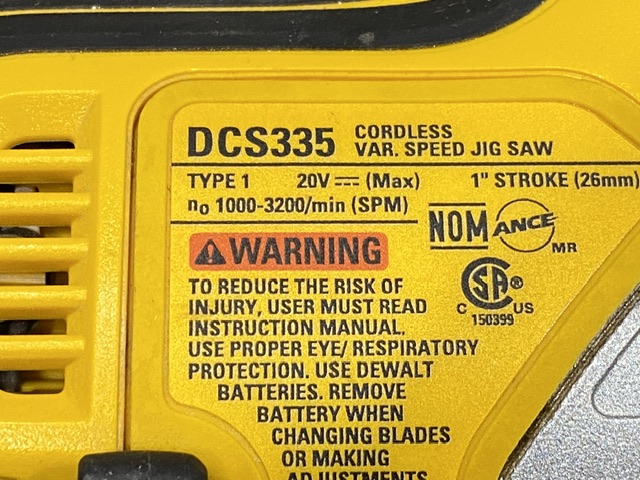 DCS335 CORDLESS
VAR. SPEED JIG SAW
TYPE 1 20V ⎓ (Max) 1" STROKE (26mm)
n₀ 1000-3200/min (SPM)
NOM ANCE MR
WARNING
CSA®
C US
150399
TO REDUCE THE RISK OF
INJURY, USER MUST READ
INSTRUCTION MANUAL.
USE PROPER EYE/ RESPIRATORY
PROTECTION. USE DEWALT
BATTERIES. REMOVE
BATTERY WHEN
CHANGING BLADES
OR MAKING
ADJUSTMENTS